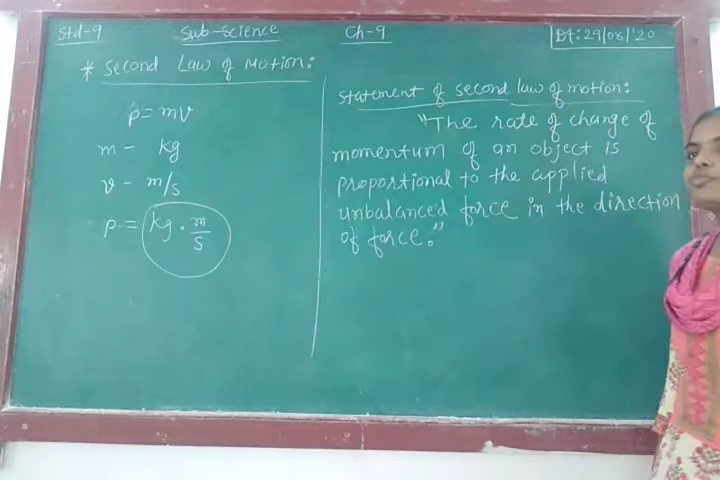 Std-9 Sub-Science Ch-9 Dt:29/08/'20
* Second Law of Motion:
p = mv
m - kg
v - m/s
p = kg · m/s
Statement of second law of motion:
"The rate of change of
momentum of an object is
proportional to the applied
unbalanced force in the direction
of force."